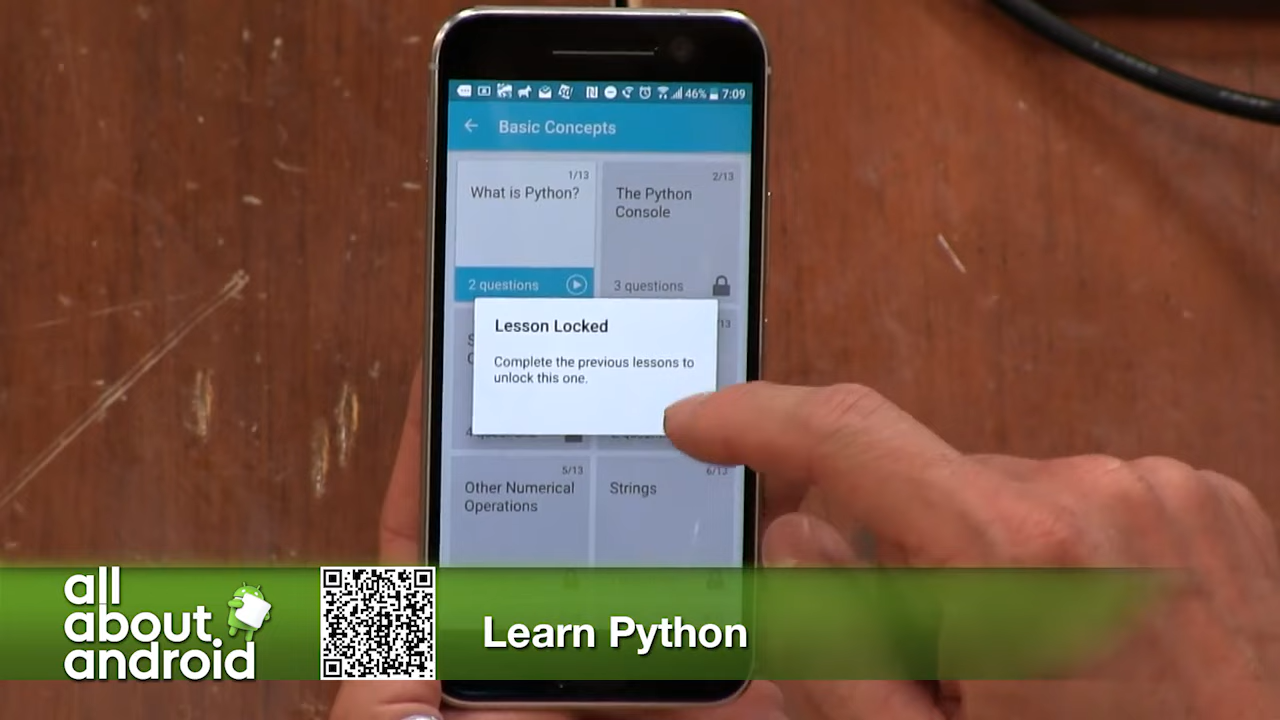 46% 7:09
Basic Concepts
1/13
What is Python?
2 questions
2/13
The Python
Console
3 questions
Lesson Locked
Complete the previous lessons to
unlock this one.
5/13
Other Numerical
Operations
6/13
Strings
all
about
android
Learn Python